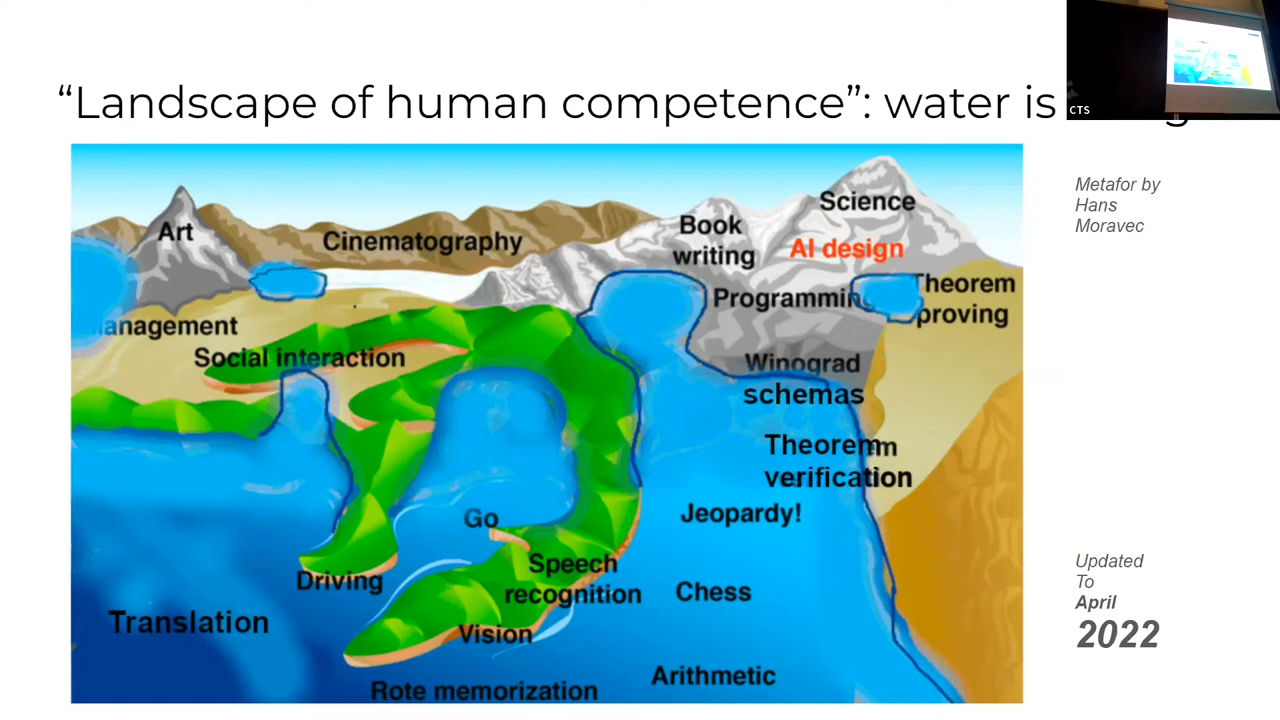 “Landscape of human competence”: water is
CTS
Metafor by
Hans
Moravec
Science
Book
writing
AI design
Art
Cinematography
Theorem
proving
Programming
Social interaction
Winograd
schemas
Theorem
verification
Jeopardy!
Go
Speech
recognition
Driving
Chess
Translation
Vision
Arithmetic
Rote memorization
Updated
To
April
2022